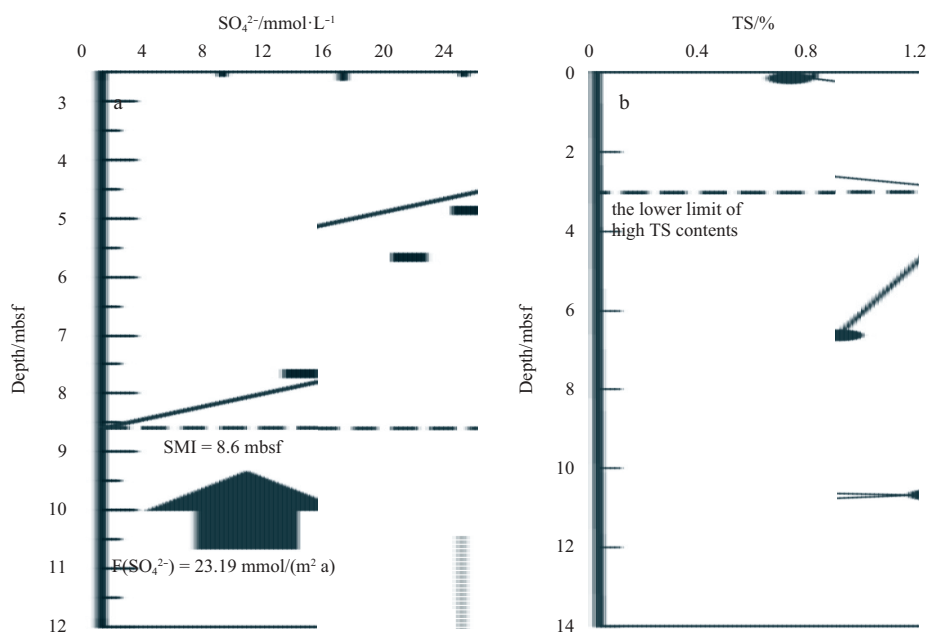 SO₄²⁻/mmol·L⁻¹
0 4 8 12 16 20 24
a
3
4
5
6
7
8
9
10
11
12
Depth/mbsf
SMI = 8.6 mbsf
F(SO₄²⁻) = 23.19 mmol/(m² a)
TS/%
0 0.4 0.8 1.2
b
0
2
4
6
8
10
12
14
Depth/mbsf
the lower limit of
high TS contents